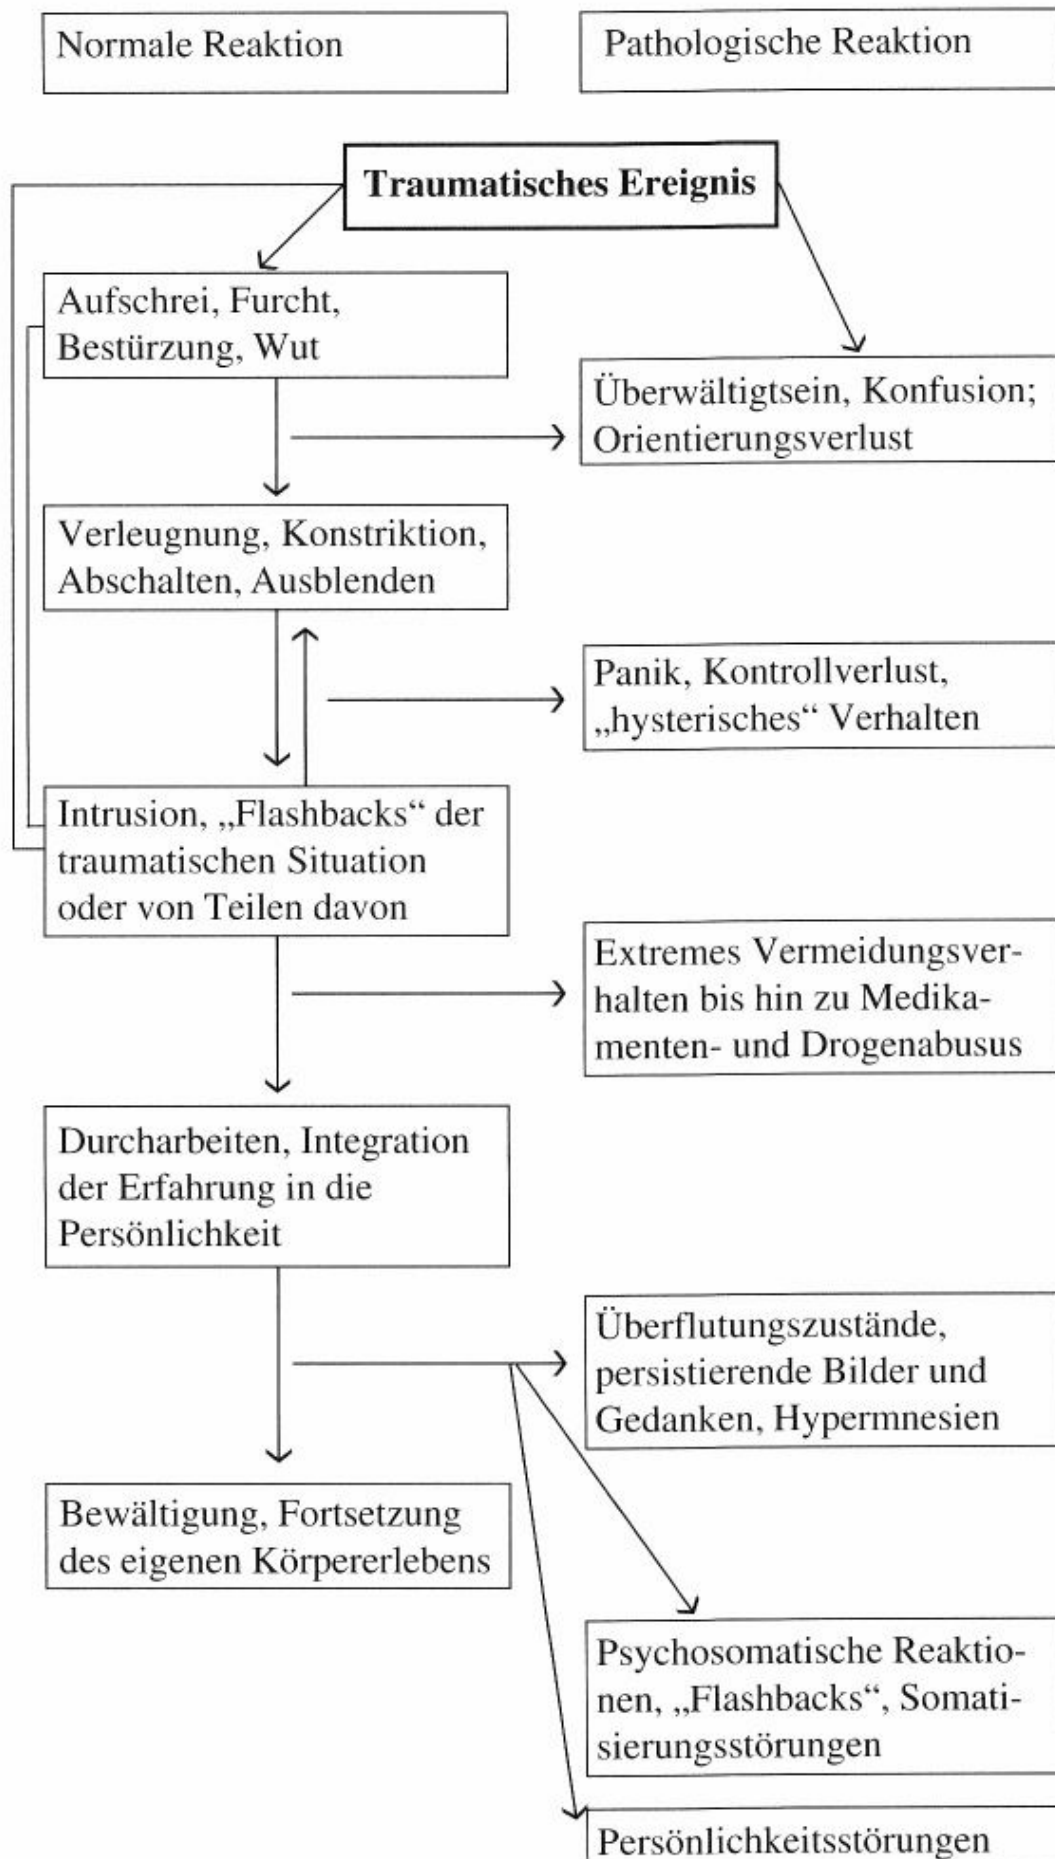 Normale Reaktion
Pathologische Reaktion
Traumatisches Ereignis
Aufschrei, Furcht,
Bestürzung, Wut
Überwältigtsein, Konfusion;
Orientierungsverlust
Verleugnung, Konstriktion,
Abschalten, Ausblenden
Panik, Kontrollverlust,
„hysterisches“ Verhalten
Intrusion, „Flashbacks“ der
traumatischen Situation
oder von Teilen davon
Extremes Vermeidungsver-
halten bis hin zu Medika-
menten- und Drogenabusus
Durcharbeiten, Integration
der Erfahrung in die
Persönlichkeit
Überflutungszustände,
persistierende Bilder und
Gedanken, Hypermnesien
Bewältigung, Fortsetzung
des eigenen Körpererlebens
Psychosomatische Reaktio-
nen, „Flashbacks“, Somati-
sierungsstörungen
Persönlichkeitsstörungen